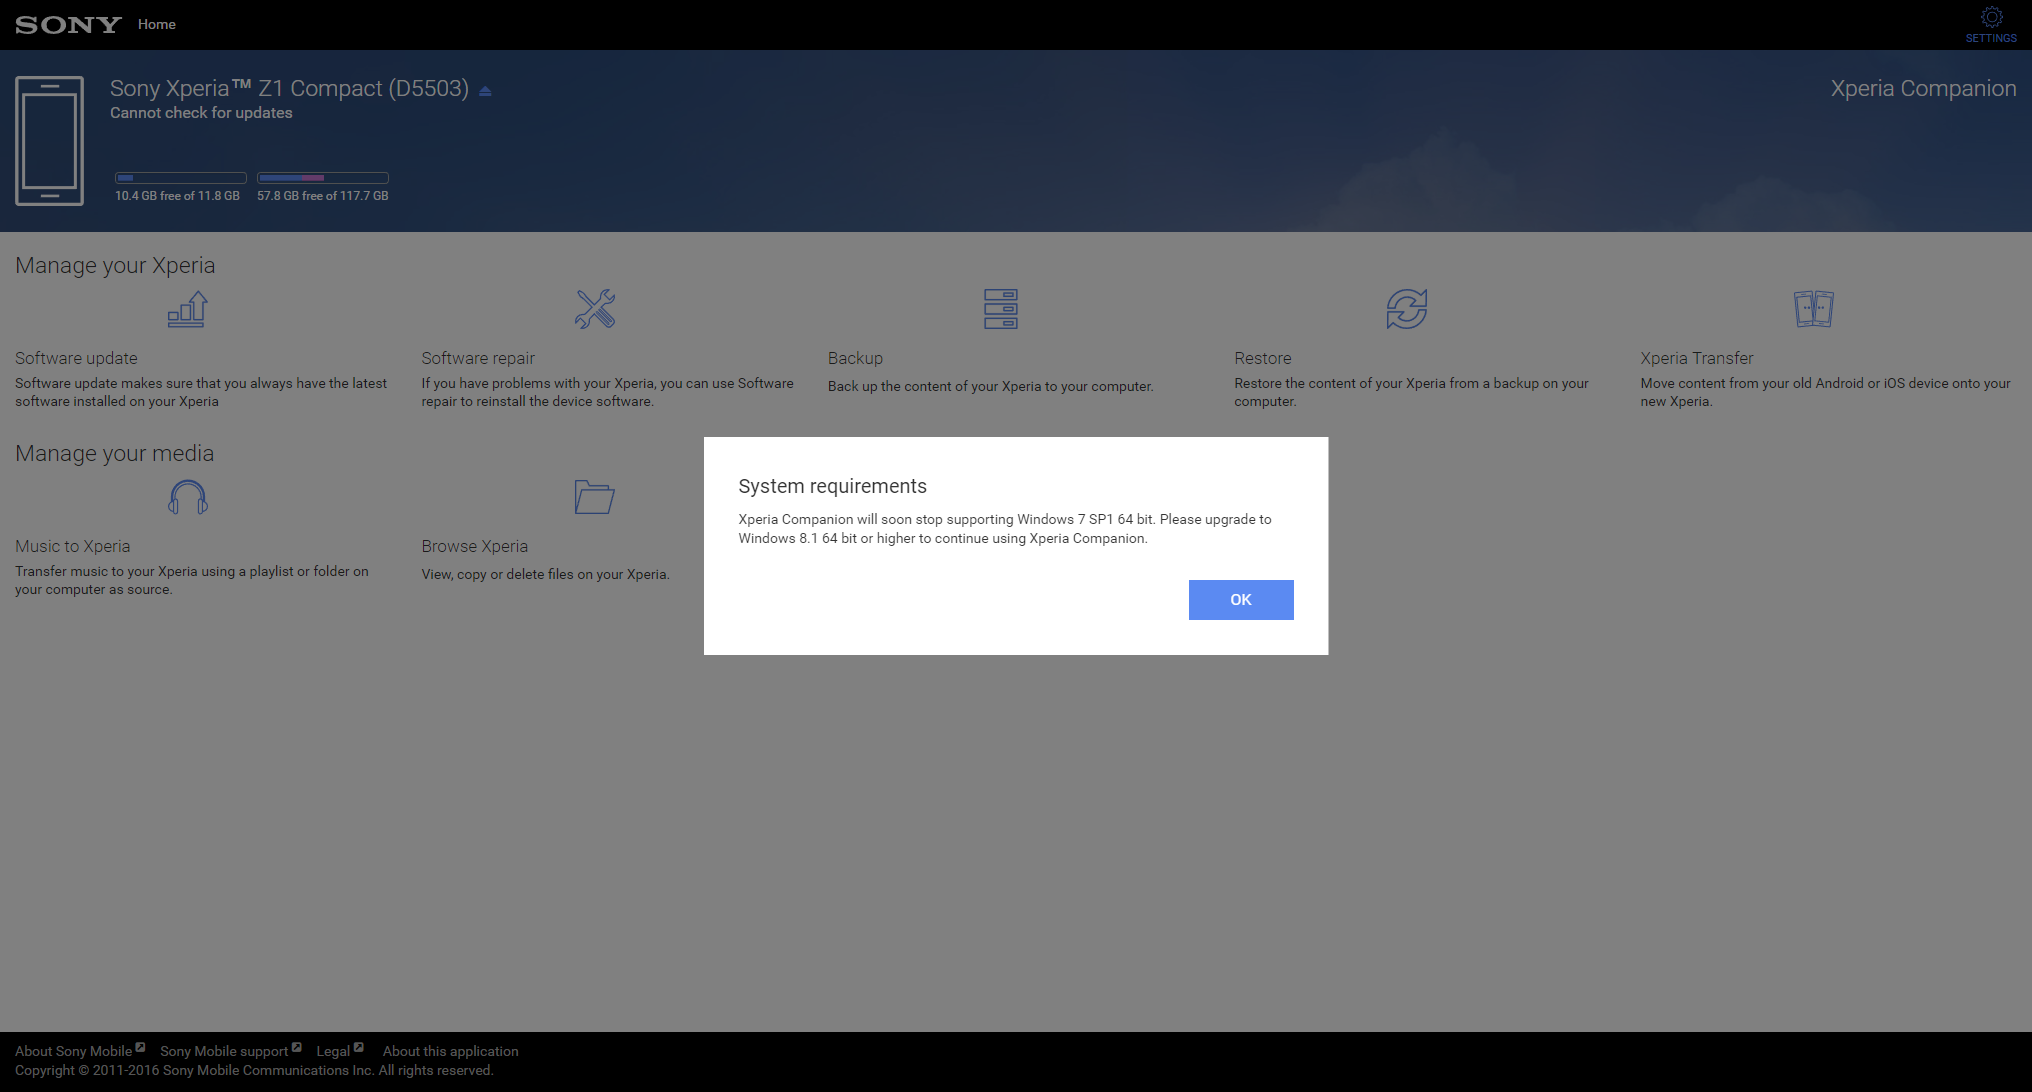 SONY Home
SETTINGS
Sony Xperia™ Z1 Compact (D5503)
Xperia Companion
Cannot check for updates
10.4 GB free of 11.8 GB
57.8 GB free of 117.7 GB
Manage your Xperia
Software update
Software update makes sure that you always have the latest
software installed on your Xperia
Software repair
If you have problems with your Xperia, you can use Software
repair to reinstall the device software.
Backup
Back up the content of your Xperia to your computer.
Restore
Restore the content of your Xperia from a backup on your
computer.
Xperia Transfer
Move content from your old Android or iOS device onto your
new Xperia.
Manage your media
Music to Xperia
Transfer music to your Xperia using a playlist or folder on
your computer as source.
Browse Xperia
View, copy or delete files on your Xperia.
System requirements
Xperia Companion will soon stop supporting Windows 7 SP1 64 bit. Please upgrade to
Windows 8.1 64 bit or higher to continue using Xperia Companion.
OK
About Sony Mobile Sony Mobile support Legal About this application
Copyright © 2011-2016 Sony Mobile Communications Inc. All rights reserved.